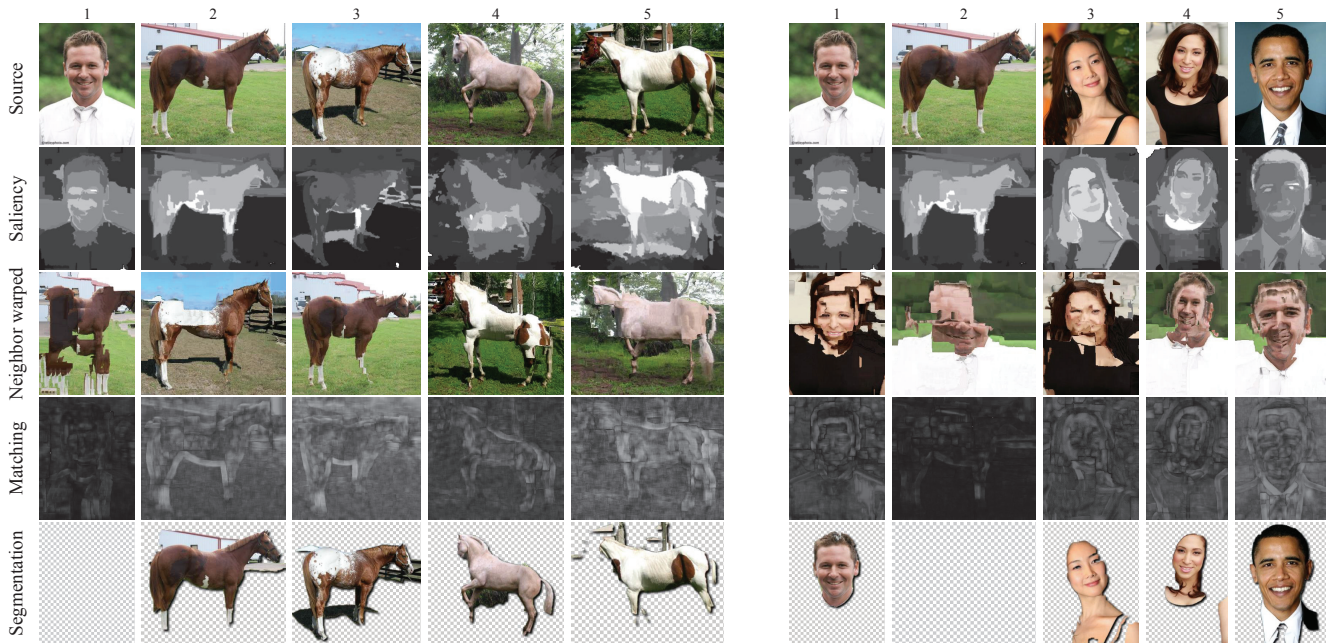 1 2 3 4 5 1 2 3 4 5
Source
Saliency
Neighbor warped
Matching
Segmentation